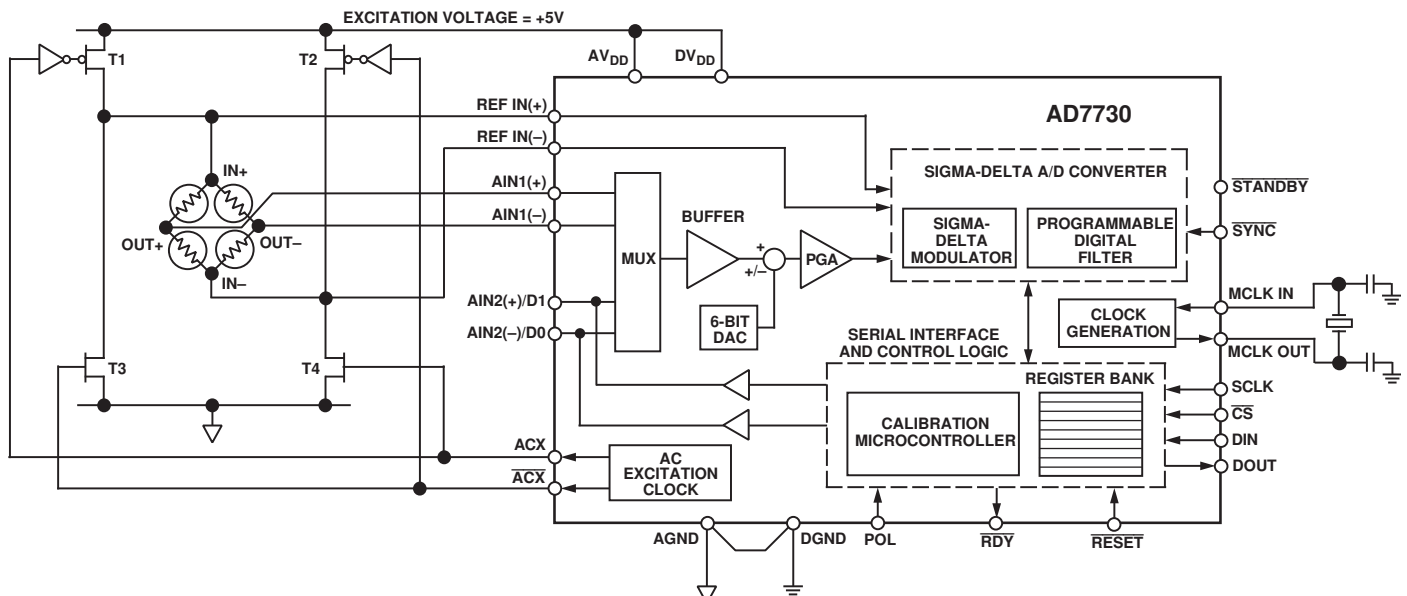 EXCITATION VOLTAGE = +5V
T1
T2
AVDD
DVDD
AD7730
REF IN(+)
REF IN(–)
AIN1(+)
AIN1(–)
AIN2(+)/D1
AIN2(–)/D0
IN+
OUT+
OUT–
IN–
T3
T4
MUX
BUFFER
+
+/–
6-BIT
DAC
PGA
SIGMA-DELTA A/D CONVERTER
SIGMA-
DELTA
MODULATOR
PROGRAMMABLE
DIGITAL
FILTER
STANDBY
SYNC
MCLK IN
CLOCK
GENERATION
MCLK OUT
SERIAL INTERFACE
AND CONTROL LOGIC
REGISTER BANK
CALIBRATION
MICROCONTROLLER
SCLK
CS
DIN
DOUT
ACX
ACX
AC
EXCITATION
CLOCK
AGND
DGND
POL
RDY
RESET